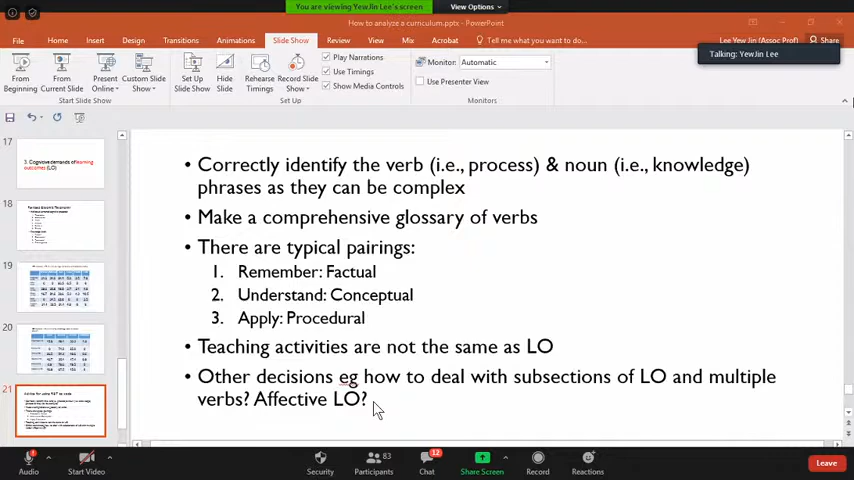 You are viewing YewJin Lee's screen
View Options
How to analyze a curriculum.pptx - PowerPoint
File Home Insert Design Transitions Animations Slide Show Review View Mix Acrobat Tell me what you want to do... Lee Yew Jin (Assoc Prof) Share
Talking: YewJin Lee
From Beginning
From Current Slide
Present Online
Custom Slide Show
Set Up Slide Show
Hide Slide
Rehearse Timings
Record Slide Show
Play Narrations
Use Timings
Show Media Controls
Monitor: Automatic
Use Presenter View
Start Slide Show
Set Up
Monitors
17
3. Cognitive demands of learning outcomes (LO)
18
19
20
21
• Correctly identify the verb (i.e., process) & noun (i.e., knowledge)
phrases as they can be complex
• Make a comprehensive glossary of verbs
• There are typical pairings:
1. Remember: Factual
2. Understand: Conceptual
3. Apply: Procedural
• Teaching activities are not the same as LO
• Other decisions eg how to deal with subsections of LO and multiple
verbs? Affective LO?
Audio
Start Video
Security
83
Participants
12
Chat
Share Screen
Record
Reactions
Leave